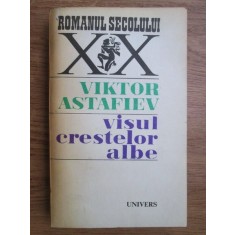 ROMANUL SECOLULUI
XX
VIKTOR
ASTAFIEV
visul
crestelor
albe
UNIVERS